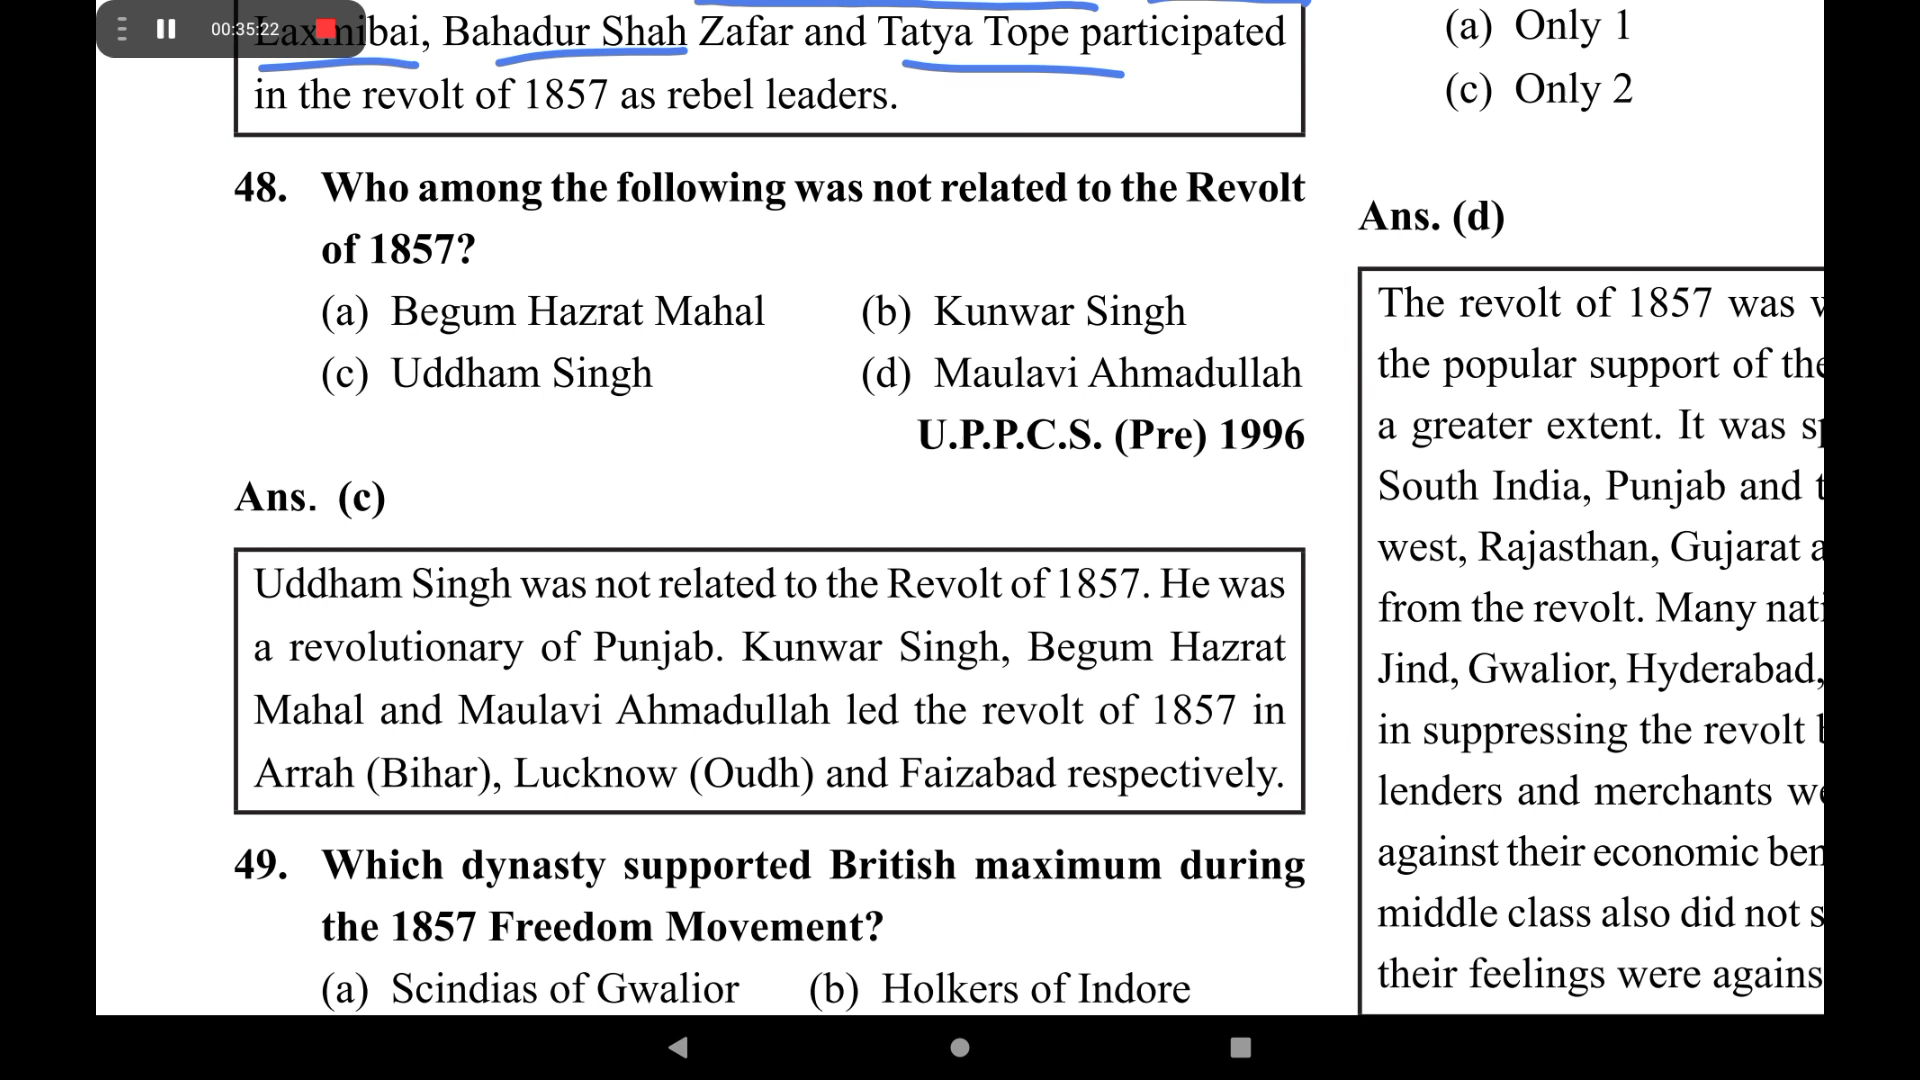 00:35:22
Laxmibai, Bahadur Shah Zafar and Tatya Tope participated
in the revolt of 1857 as rebel leaders.
48. Who among the following was not related to the Revolt
of 1857?
(a) Begum Hazrat Mahal (b) Kunwar Singh
(c) Uddham Singh (d) Maulavi Ahmadullah
U.P.P.C.S. (Pre) 1996
Ans. (c)
Uddham Singh was not related to the Revolt of 1857. He was
a revolutionary of Punjab. Kunwar Singh, Begum Hazrat
Mahal and Maulavi Ahmadullah led the revolt of 1857 in
Arrah (Bihar), Lucknow (Oudh) and Faizabad respectively.
49. Which dynasty supported British maximum during
the 1857 Freedom Movement?
(a) Scindias of Gwalior (b) Holkers of Indore
(a) Only 1
(c) Only 2
Ans. (d)
The revolt of 1857 was
the popular support of the
a greater extent. It was
South India, Punjab and
west, Rajasthan, Gujarat
from the revolt. Many
Jind, Gwalior, Hyderabad,
in suppressing the revolt
lenders and merchants
against their economic
middle class also did not
their feelings were